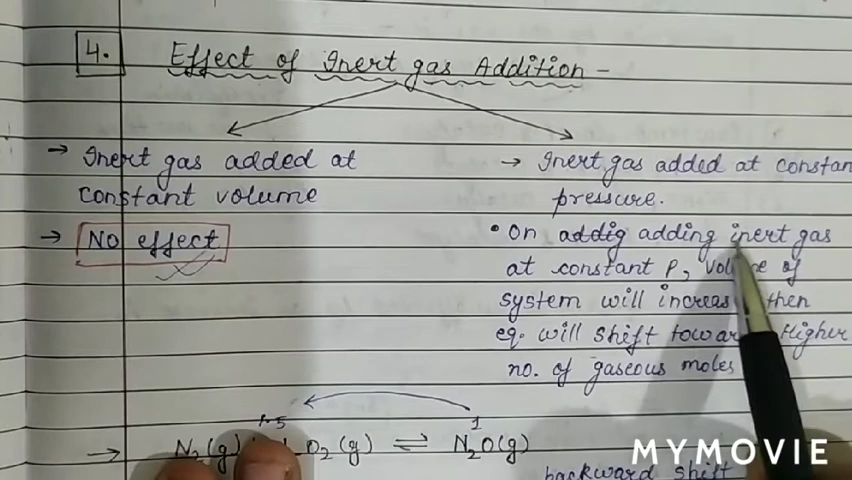 4. Effect of Inert gas Addition -
→ Inert gas added at
constant volume
→ NO effect
→ Inert gas added at constan
pressure.
• On addig adding inert gas
at constant P, volume of
system will increas then
eq. will shift towar Higher
no. of gaseous moles
1.5 1
→ N₂(g) O₂(g) ⇌ N₂O(g)
backward shift
MYMOVIE